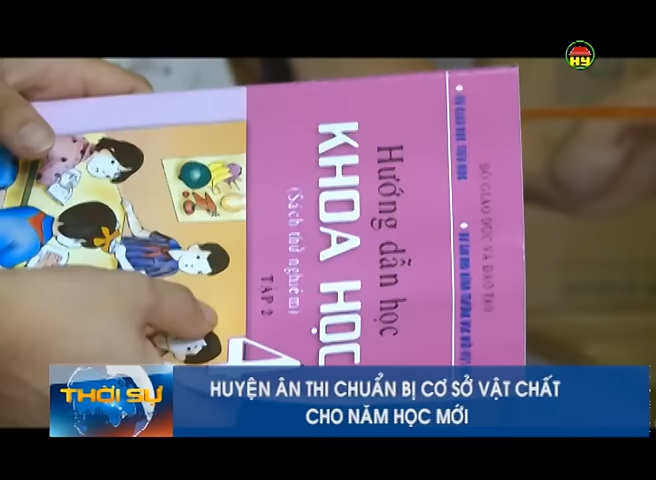 HY
BỘ GIÁO DỤC VÀ ĐÀO TẠO
Hướng dẫn học
KHOA HỌC
(Sách thử nghiệm)
TẬP 2
THỜI SỰ
HUYỆN ÂN THI CHUẨN BỊ CƠ SỞ VẬT CHẤT
CHO NĂM HỌC MỚI